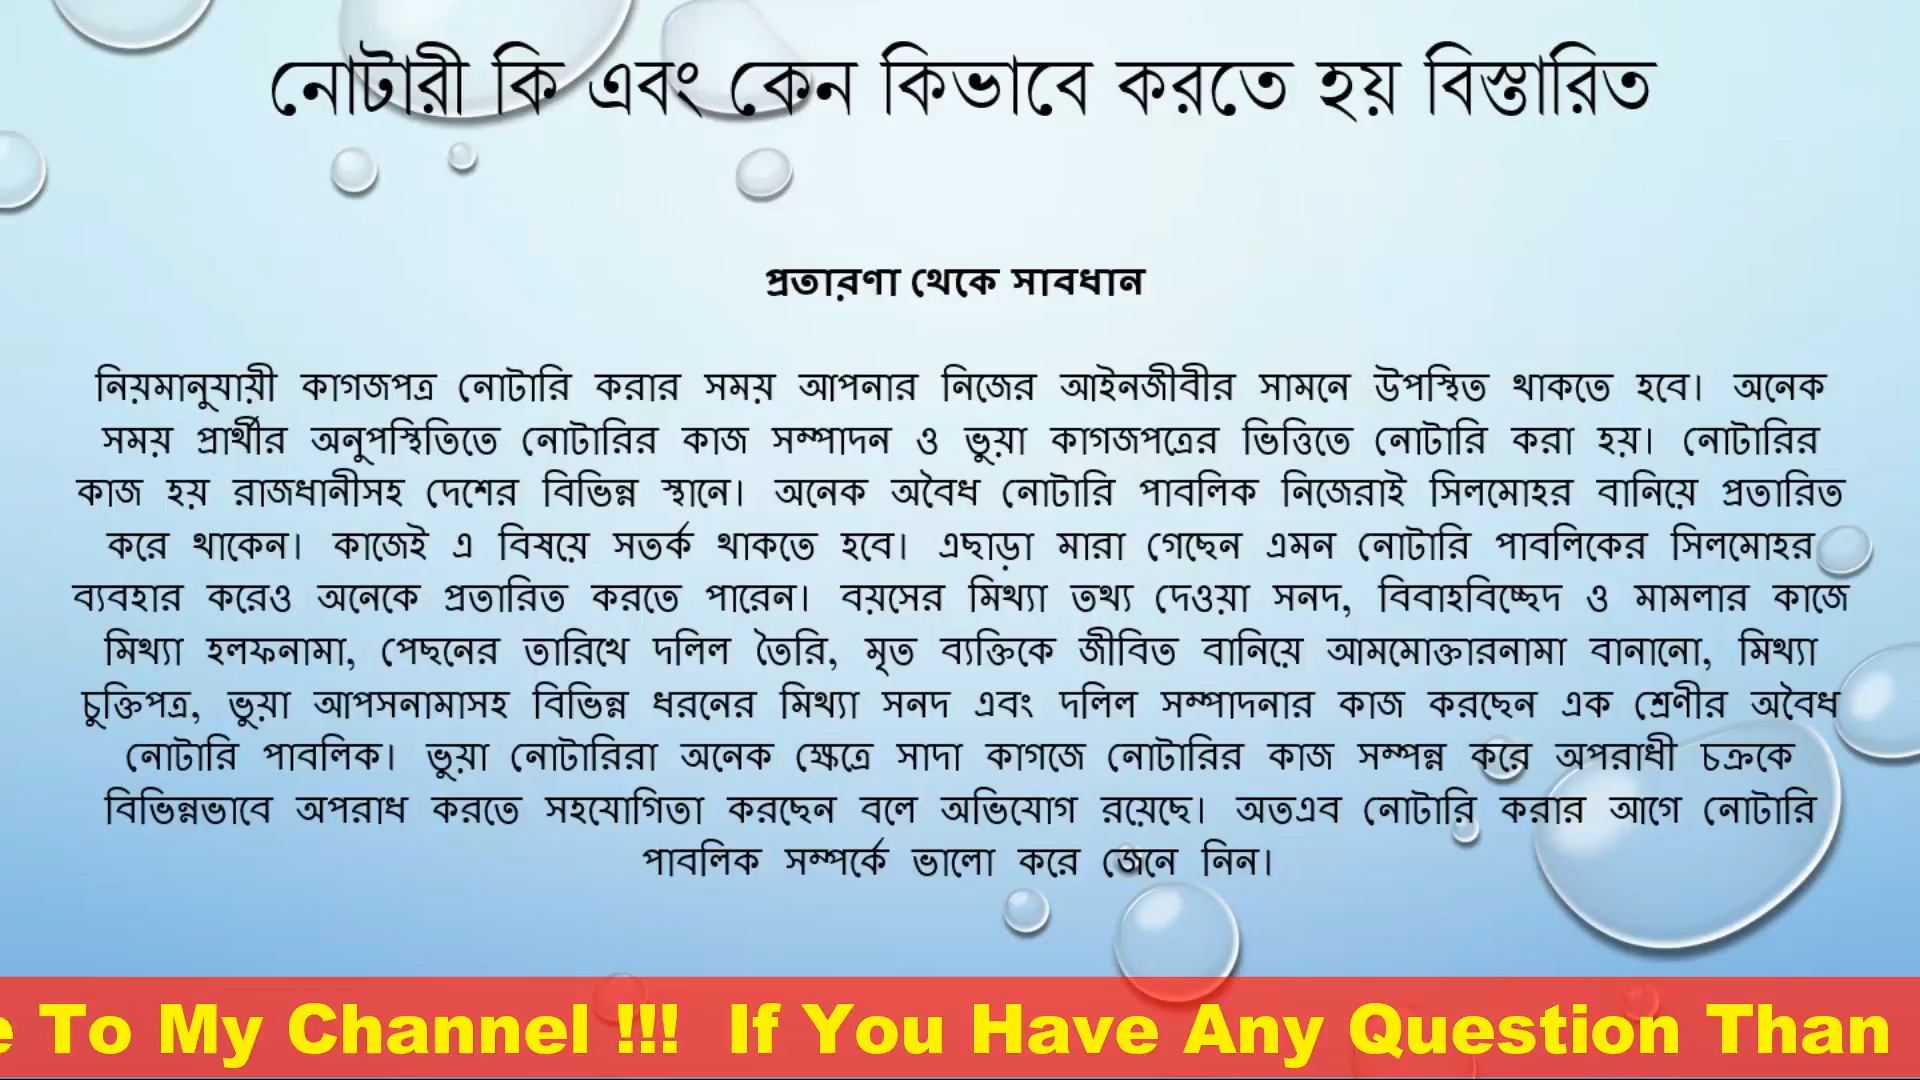 নোটারী কি এবং কেন কিভাবে করতে হয় বিস্তারিত
প্রতারণা থেকে সাবধান
নিয়মানুযায়ী কাগজপত্র নোটারি করার সময় আপনার নিজের আইনজীবীর সামনে উপস্থিত থাকতে হবে। অনেক
সময় প্রার্থীর অনুপস্থিতিতে নোটারির কাজ সম্পাদন ও ভুয়া কাগজপত্রের ভিত্তিতে নোটারি করা হয়। নোটারির
কাজ হয় রাজধানীসহ দেশের বিভিন্ন স্থানে। অনেক অবৈধ নোটারি পাবলিক নিজেরাই সিলমোহর বানিয়ে প্রতারিত
করে থাকেন। কাজেই এ বিষয়ে সতর্ক থাকতে হবে। এছাড়া মারা গেছেন এমন নোটারি পাবলিকের সিলমোহর
ব্যবহার করেও অনেকে প্রতারিত করতে পারেন। বয়সের মিথ্যা তথ্য দেওয়া সনদ, বিবাহবিচ্ছেদ ও মামলার কাজে
মিথ্যা হলফনামা, পেছনের তারিখে দলিল তৈরি, মৃত ব্যক্তিকে জীবিত বানিয়ে আমমোক্তারনামা বানানো, মিথ্যা
চুক্তিপত্র, ভুয়া আপসনামাসহ বিভিন্ন ধরনের মিথ্যা সনদ এবং দলিল সম্পাদনার কাজ করছেন এক শ্রেণীর অবৈধ
নোটারি পাবলিক। ভুয়া নোটারিরা অনেক ক্ষেত্রে সাদা কাগজে নোটারির কাজ সম্পন্ন করে অপরাধী চক্রকে
বিভিন্নভাবে অপরাধ করতে সহযোগিতা করছেন বলে অভিযোগ রয়েছে। অতএব নোটারি করার আগে নোটারি
পাবলিক সম্পর্কে ভালো করে জেনে নিন।
e To My Channel !!! If You Have Any Question Than